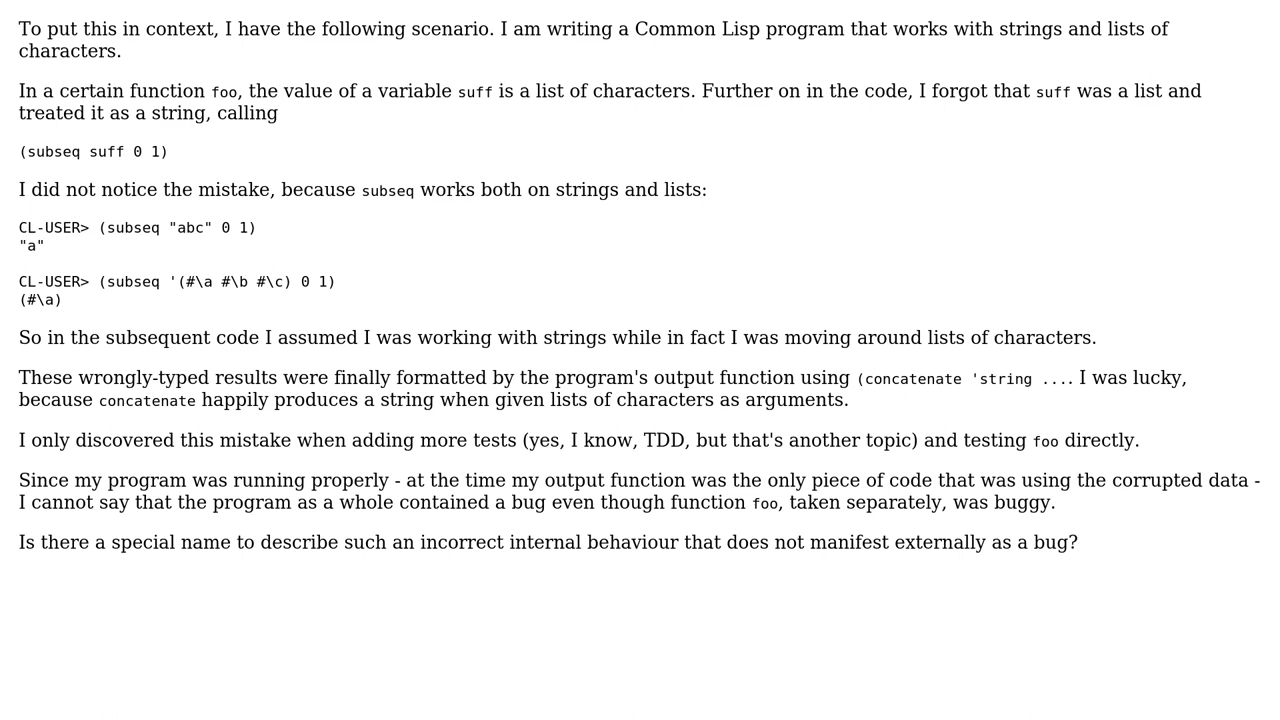 To put this in context, I have the following scenario. I am writing a Common Lisp program that works with strings and lists of
characters.
In a certain function foo, the value of a variable suff is a list of characters. Further on in the code, I forgot that suff was a list and
treated it as a string, calling
(subseq suff 0 1)
I did not notice the mistake, because subseq works both on strings and lists:
CL-USER> (subseq "abc" 0 1)
"a"
CL-USER> (subseq '(#\a #\b #\c) 0 1)
(#\a)
So in the subsequent code I assumed I was working with strings while in fact I was moving around lists of characters.
These wrongly-typed results were finally formatted by the program's output function using (concatenate 'string .... I was lucky,
because concatenate happily produces a string when given lists of characters as arguments.
I only discovered this mistake when adding more tests (yes, I know, TDD, but that's another topic) and testing foo directly.
Since my program was running properly - at the time my output function was the only piece of code that was using the corrupted data -
I cannot say that the program as a whole contained a bug even though function foo, taken separately, was buggy.
Is there a special name to describe such an incorrect internal behaviour that does not manifest externally as a bug?